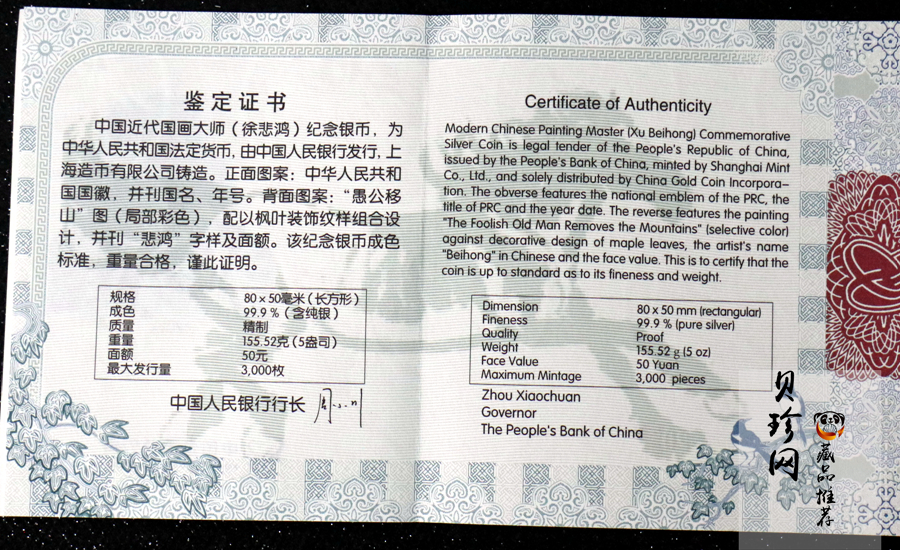 鉴定证书
中国近代国画大师（徐悲鸿）纪念银币，为
中华人民共和国法定货币，由中国人民银行发行，上
海造币有限公司铸造。正面图案：中华人民共和
国国徽，并刊国名、年号。背面图案：“愚公移
山”图（局部彩色），配以枫叶装饰纹样组合设
计，并刊“悲鸿”字样及面额。该纪念银币成色
标准，重量合格，谨此证明。
规格 80×50毫米（长方形）
成色 99.9％（含纯银）
质量 精制
重量 155.52克（5盎司）
面额 50元
最大发行量 3,000枚
中国人民银行行长
Certificate of Authenticity
Modern Chinese Painting Master (Xu Beihong) Commemorative
Silver Coin is legal tender of the People's Republic of China,
issued by the People's Bank of China, minted by Shanghai Mint
Co., Ltd., and solely distributed by China Gold Coin Incorpora-
tion. The obverse features the national emblem of the PRC, the
title of PRC and the year date. The reverse features the painting
"The Foolish Old Man Removes the Mountains" (selective color)
against decorative design of maple leaves, the artist's name
"Beihong" in Chinese and the face value. This is to certify that the
coin is up to standard as to its fineness and weight.
Dimension 80 x 50 mm (rectangular)
Fineness 99.9 % (pure silver)
Quality Proof
Weight 155.52 g (5 oz)
Face Value 50 Yuan
Maximum Mintage 3,000 pieces
Zhou Xiaochuan
Governor
The People's Bank of China
贝珍网
藏品推荐